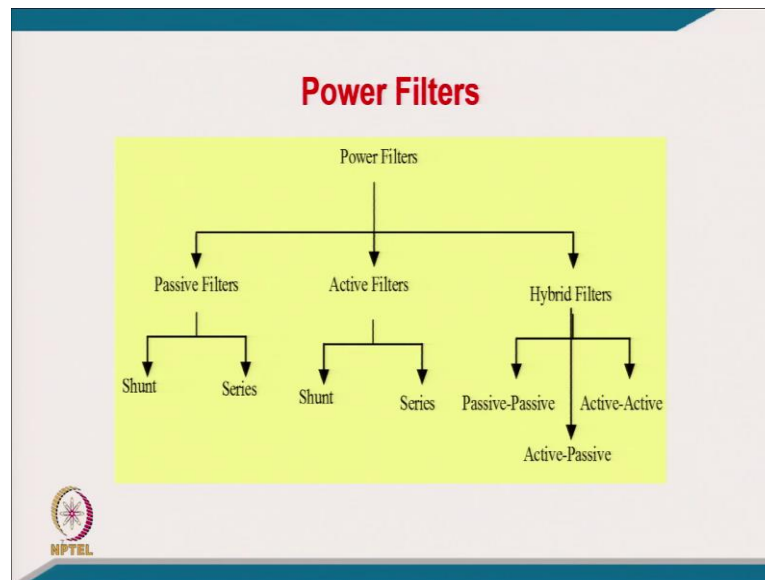 Power Filters
Power Filters
Passive Filters
Active Filters
Hybrid Filters
Shunt
Series
Shunt
Series
Passive-Passive
Active-Active
Active-Passive
NPTEL